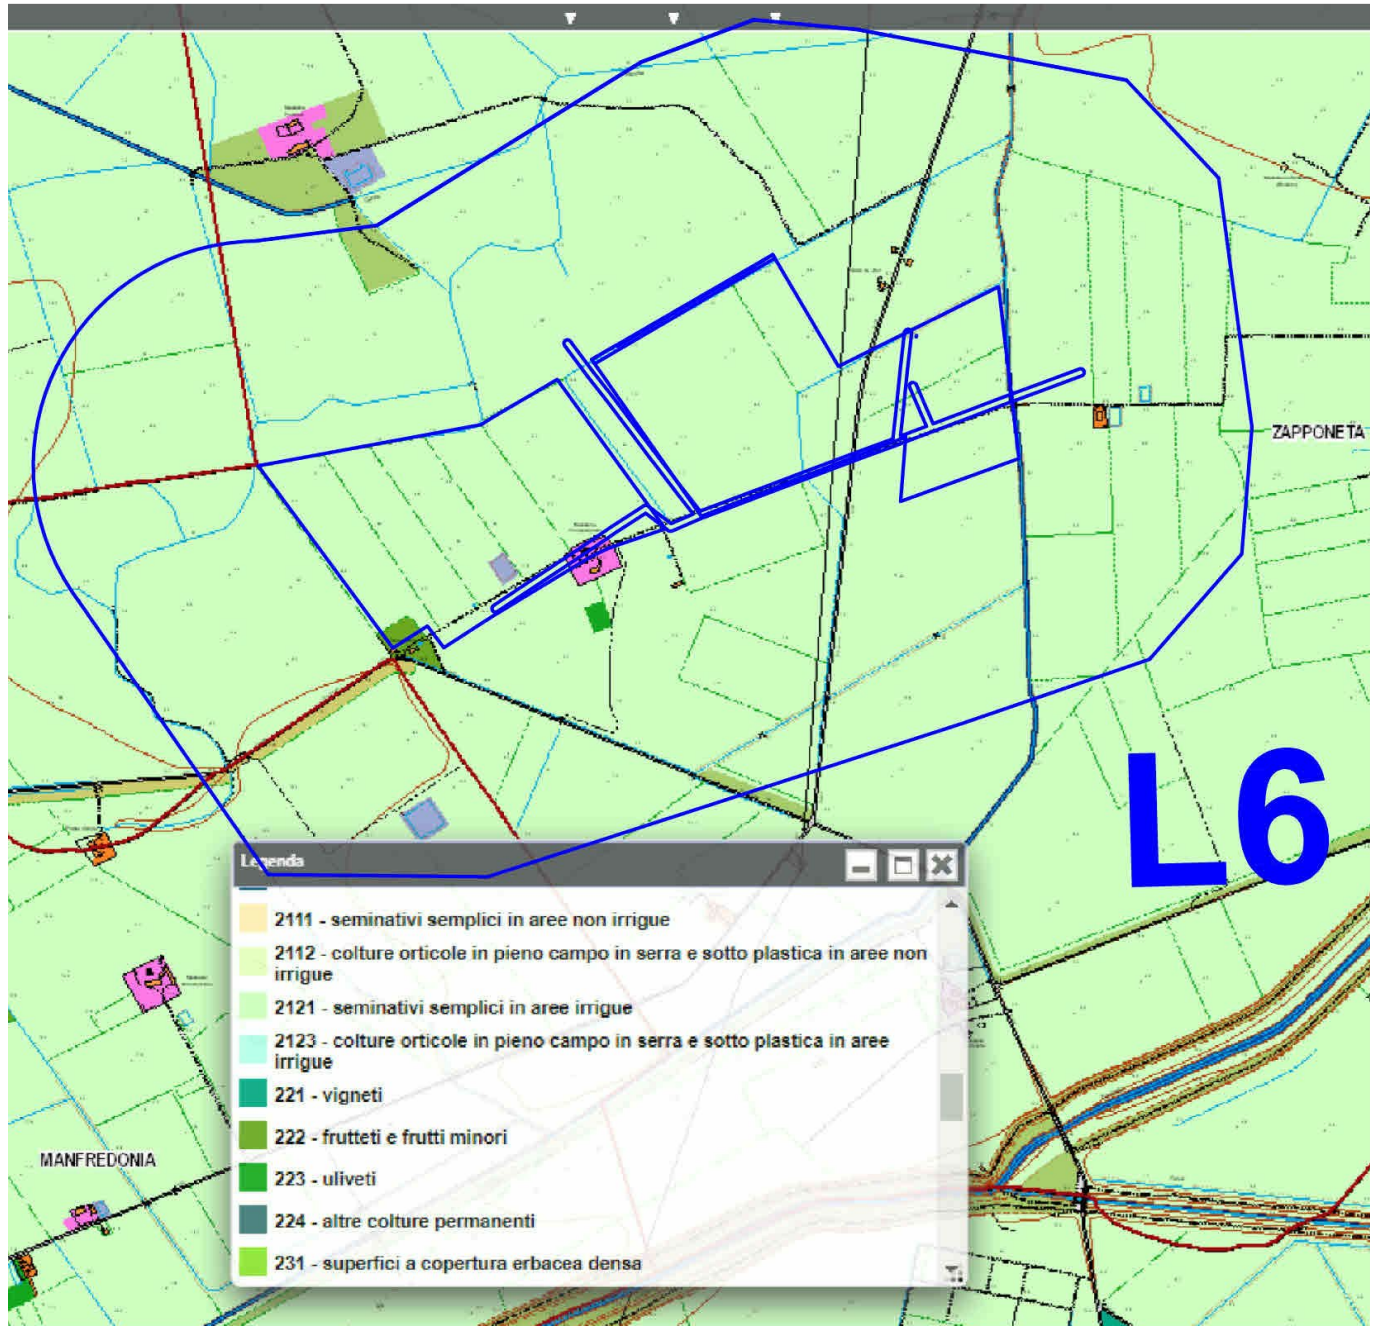 ZAPPONETA
L6
Legenda
2111 - seminativi semplici in aree non irrigue
2112 - colture orticole in pieno campo in serra e sotto plastica in aree non
irrigue
2121 - seminativi semplici in aree irrigue
2123 - colture orticole in pieno campo in serra e sotto plastica in aree
irrigue
221 - vigneti
222 - frutteti e frutti minori
223 - uliveti
224 - altre colture permanenti
231 - superfici a copertura erbacea densa
MANFREDONIA